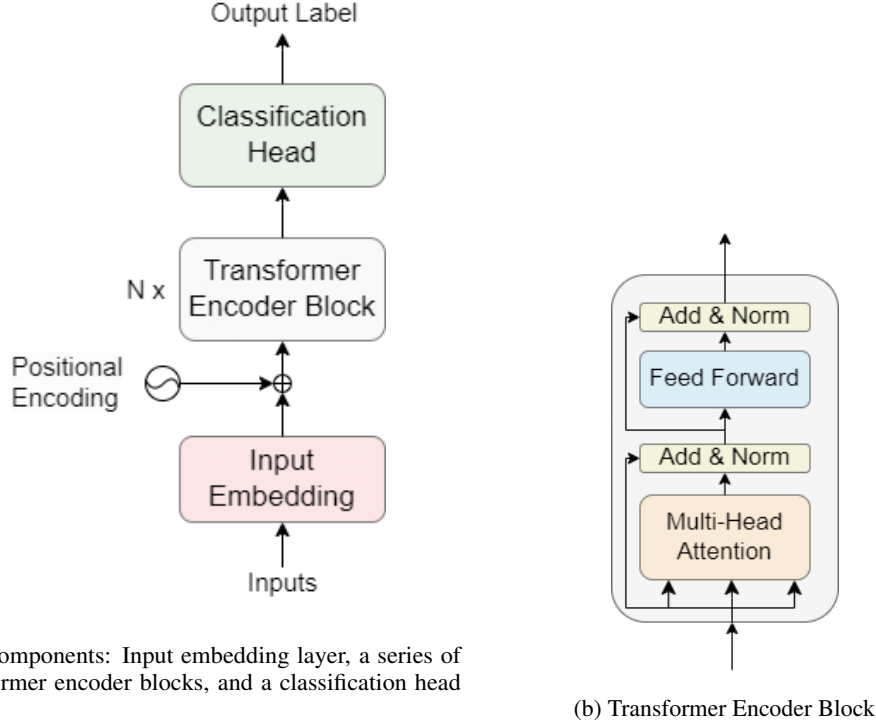 Output Label
Classification
Head
N x
Transformer
Encoder Block
Positional
Encoding
Input
Embedding
Inputs
omponents: Input embedding layer, a series of
rmer encoder blocks, and a classification head
Add & Norm
Feed Forward
Add & Norm
Multi-Head
Attention
(b) Transformer Encoder Block